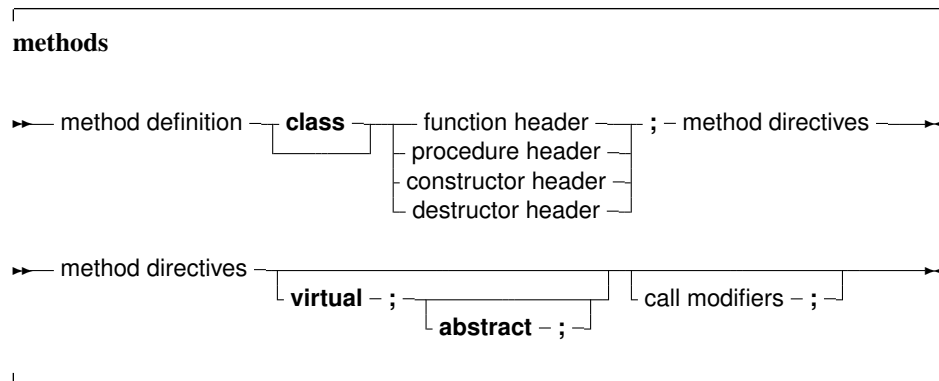 methods
method definition class function header ; method directives
procedure header
constructor header
destructor header
method directives
virtual ; call modifiers ;
abstract ;